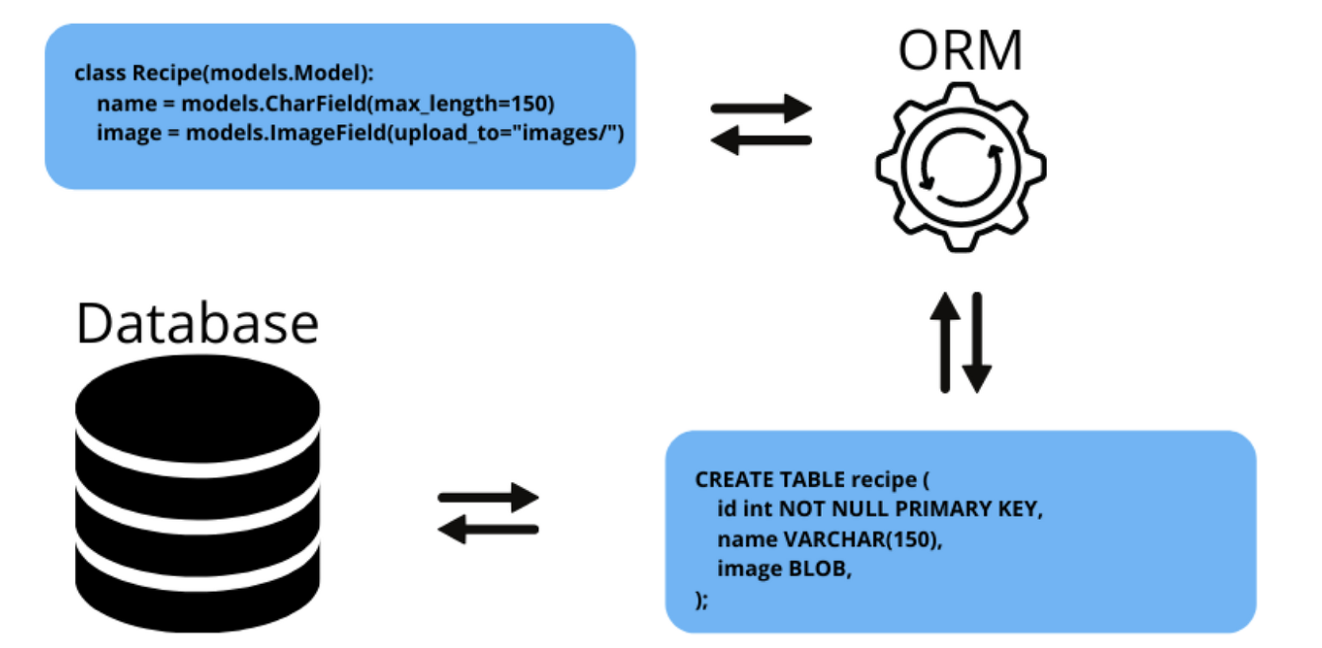 class Recipe(models.Model):
    name = models.CharField(max_length=150)
    image = models.ImageField(upload_to="images/")
ORM
Database
CREATE TABLE recipe (
    id int NOT NULL PRIMARY KEY,
    name VARCHAR(150),
    image BLOB,
);